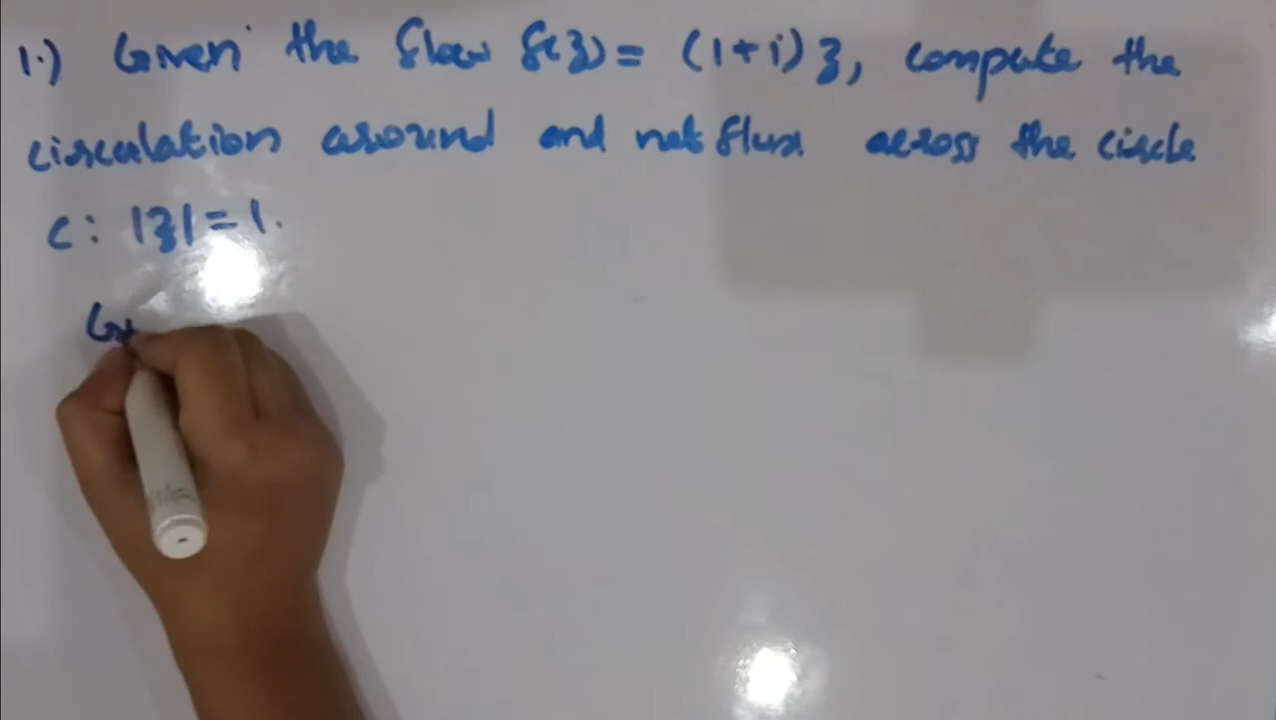 1.) Given the flow f(z) = (1+i)z, compute the
circulation around and net flux across the circle
C: |z|=1.